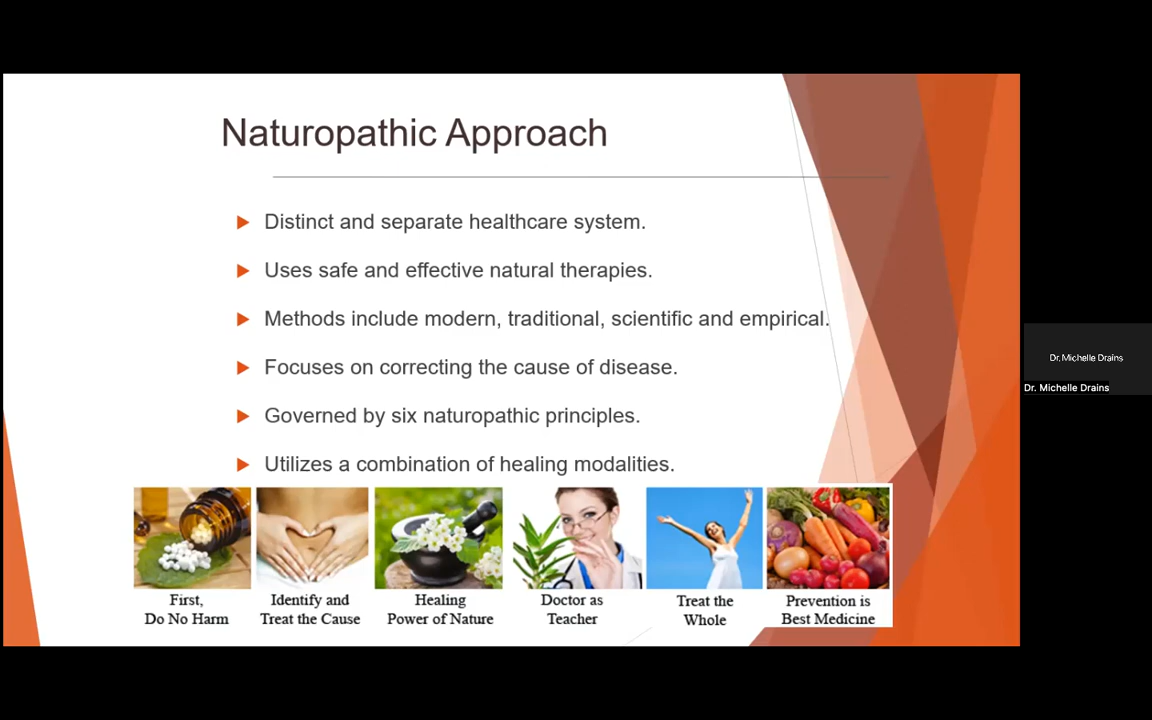 Naturopathic Approach
Distinct and separate healthcare system.
Uses safe and effective natural therapies.
Methods include modern, traditional, scientific and empirical.
Focuses on correcting the cause of disease.
Governed by six naturopathic principles.
Utilizes a combination of healing modalities.
First,
Do No Harm
Identify and
Treat the Cause
Healing
Power of Nature
Doctor as
Teacher
Treat the
Whole
Prevention is
Best Medicine
Dr. Michelle Drains
Dr. Michelle Drains